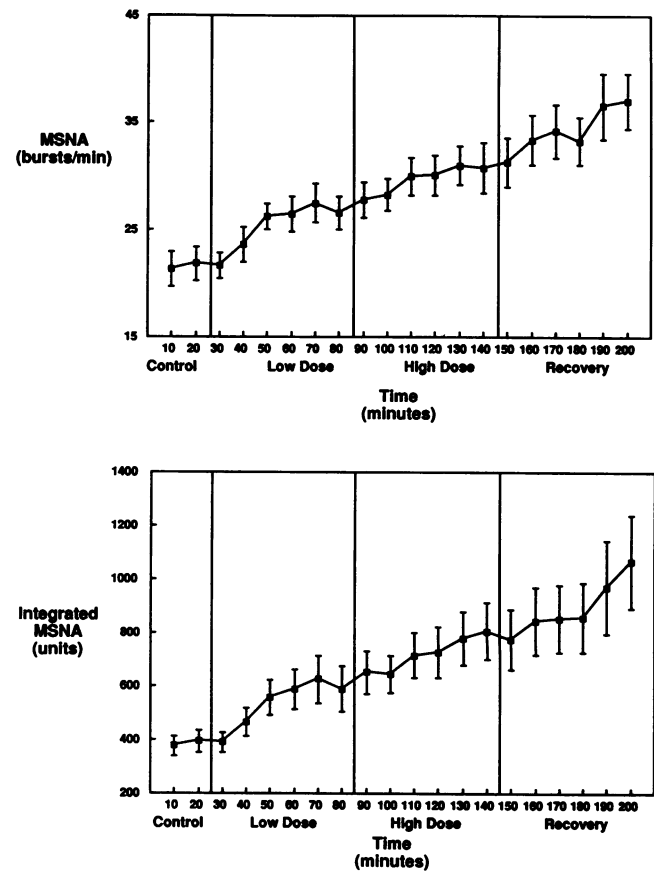 45
35
25
15
MSNA
(bursts/min)
10 20 30 40 50 60 70 80 90 100 110 120 130 140 150 160 170 180 190 200
Control Low Dose High Dose Recovery
Time
(minutes)
1400
1200
1000
800
600
400
200
Integrated
MSNA
(units)
10 20 30 40 50 60 70 80 90 100 110 120 130 140 150 160 170 180 190 200
Control Low Dose High Dose Recovery
Time
(minutes)